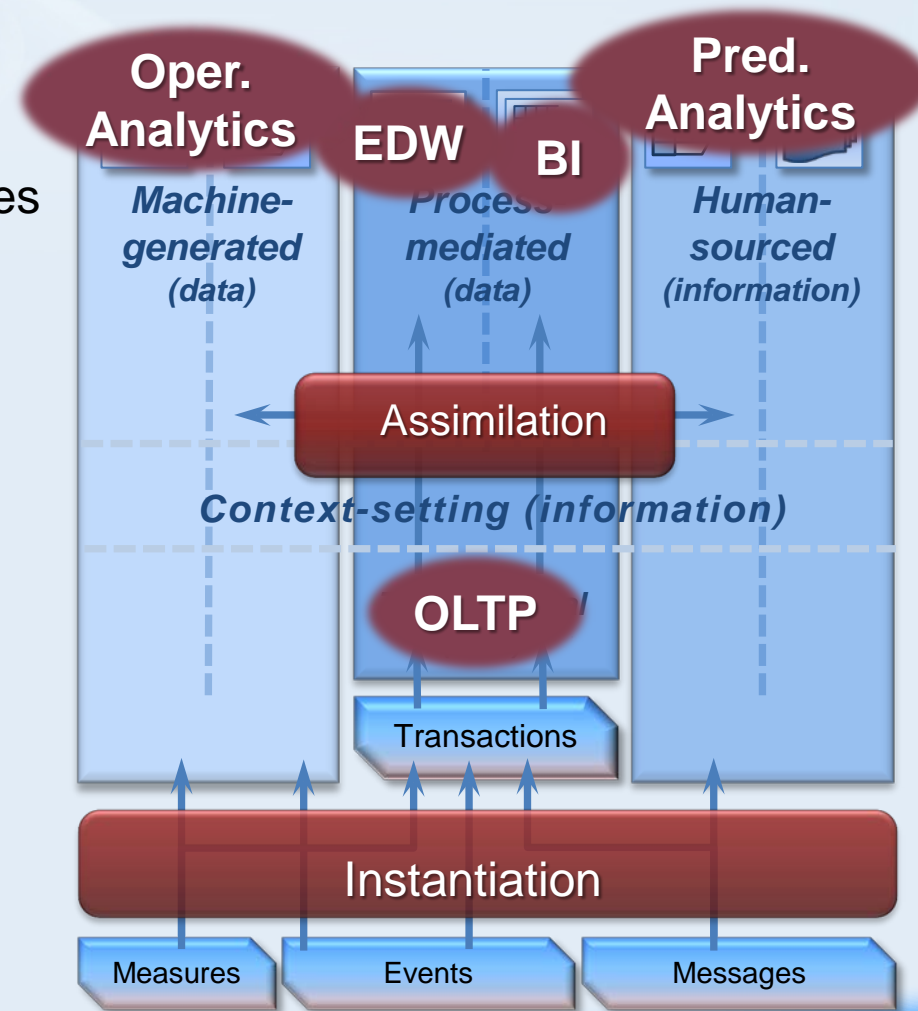 Oper.
Analytics
EDW
BI
Pred.
Analytics
es
Machine-
generated
(data)
Process
mediated
(data)
Human-
sourced
(information)
Assimilation
Context-setting (information)
OLTP
Transactions
Instantiation
Measures
Events
Messages